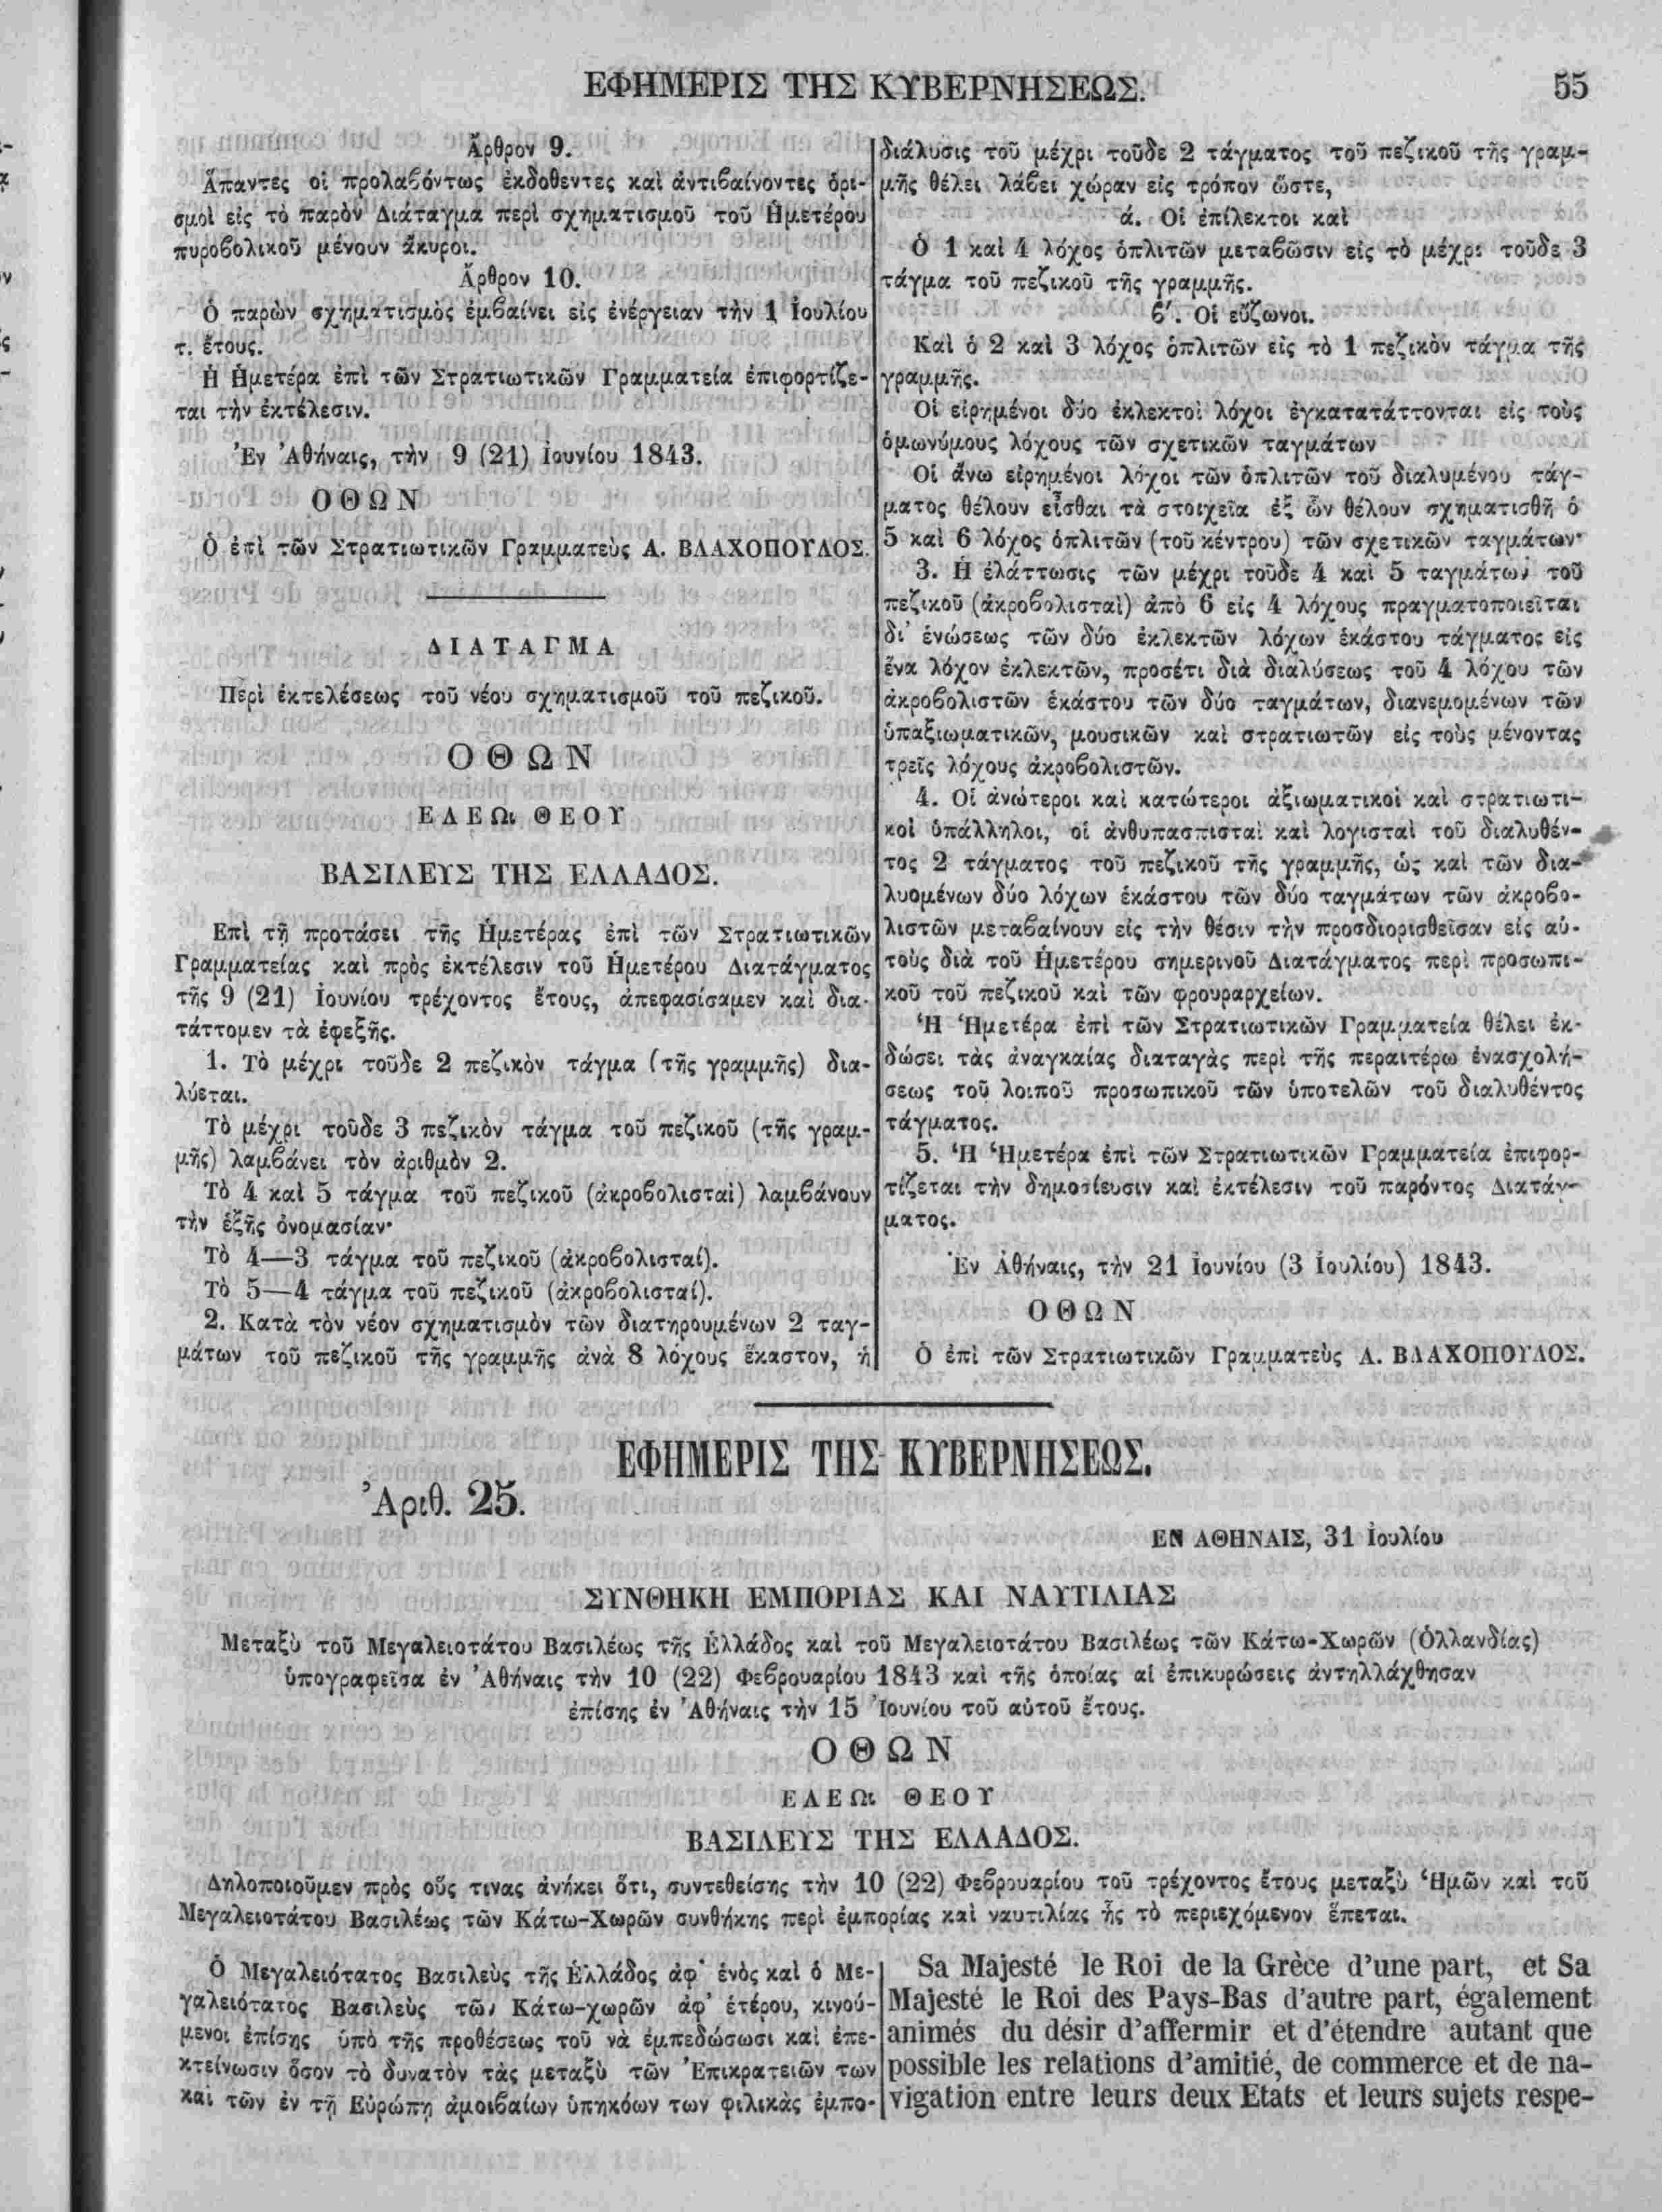 ΕΦΗΜΕΡΙΣ ΤΗΣ ΚΥΒΕΡΝΗΣΕΩΣ.
55
Ἄρθρον 9.
Ἅπαντες οἱ προλαβόντως ἐκδοθεντες καὶ ἀντιβαίνοντες ὁρι-
σμοὶ εἰς τὸ παρὸν Διάταγμα περὶ σχηματισμοῦ τοῦ Ἡμετέρου
πυροβολικοῦ μένουν ἄκυροι.
Ἄρθρον 10.
Ὁ παρὼν σχηματισμὸς ἐμβαίνει εἰς ἐνέργειαν τὴν 1 Ἰουλίου
τ. ἔτους.
Ἡ Ἡμετέρα ἐπὶ τῶν Στρατιωτικῶν Γραμματεία ἐπιφορτίζε-
ται τὴν ἐκτέλεσιν.
Ἐν Ἀθήναις, τὴν 9 (21) Ἰουνίου 1843.
ΟΘΩΝ
Ὁ ἐπὶ τῶν Στρατιωτικῶν Γραμματεὺς Α. ΒΛΑΧΟΠΟΥΛΟΣ.
ΔΙΑΤΑΓΜΑ
Περὶ ἐκτελέσεως τοῦ νέου σχηματισμοῦ τοῦ πεζικοῦ.
ΟΘΩΝ
ΕΛΕΩι ΘΕΟΥ
ΒΑΣΙΛΕΥΣ ΤΗΣ ΕΛΛΑΔΟΣ.
Ἐπὶ τῇ προτάσει τῆς Ἡμετέρας ἐπὶ τῶν Στρατιωτικῶν
Γραμματείας καὶ πρὸς ἐκτέλεσιν τοῦ Ἡμετέρου Διατάγματος
τῆς 9 (21) Ἰουνίου τρέχοντος ἔτους, ἀπεφασίσαμεν καὶ δια-
τάττομεν τὰ ἐφεξῆς.
1. Τὸ μέχρι τοῦδε 2 πεζικὸν τάγμα (τῆς γραμμῆς) δια-
λύεται.
Τὸ μέχρι τοῦδε 3 πεζικὸν τάγμα τοῦ πεζικοῦ (τῆς γραμ-
μῆς) λαμβάνει τὸν ἀριθμὸν 2.
Τὸ 4 καὶ 5 τάγμα τοῦ πεζικοῦ (ἀκροβολισταὶ) λαμβάνουν
τὴν ἑξῆς ὀνομασίαν·
Τὸ 4—3 τάγμα τοῦ πεζικοῦ (ἀκροβολισταί).
Τὸ 5—4 τάγμα τοῦ πεζικοῦ (ἀκροβολισταί).
2. Κατὰ τὸν νέον σχηματισμὸν τῶν διατηρουμένων 2 ταγ-
μάτων τοῦ πεζικοῦ τῆς γραμμῆς ἀνὰ 8 λόχους ἕκαστον, ἡ
διάλυσις τοῦ μέχρι τοῦδε 2 τάγματος τοῦ πεζικοῦ τῆς γραμ-
μῆς θέλει λάβει χώραν εἰς τρόπον ὥστε,
ά. Οἱ ἐπίλεκτοι καὶ
Ὁ 1 καὶ 4 λόχος ὁπλιτῶν μεταβῶσιν εἰς τὸ μέχρι τοῦδε 3
τάγμα τοῦ πεζικοῦ τῆς γραμμῆς.
β'. Οἱ εὔζωνοι.
Καὶ ὁ 2 καὶ 3 λόχος ὁπλιτῶν εἰς τὸ 1 πεζικὸν τάγμα τῆς
γραμμῆς.
Οἱ εἰρημένοι δύο ἐκλεκτοὶ λόχοι ἐγκατατάττονται εἰς τοὺς
ὁμωνύμους λόχους τῶν σχετικῶν ταγμάτων
Οἱ ἄνω εἰρημένοι λόχοι τῶν ὁπλιτῶν τοῦ διαλυμένου τάγ-
ματος θέλουν εἶσθαι τὰ στοιχεῖα ἐξ ὧν θέλουν σχηματισθῆ ὁ
5 καὶ 6 λόχος ὁπλιτῶν (τοῦ κέντρου) τῶν σχετικῶν ταγμάτων·
3. Ἡ ἐλάττωσις τῶν μέχρι τοῦδε 4 καὶ 5 ταγμάτων τοῦ
πεζικοῦ (ἀκροβολισταὶ) ἀπὸ 6 εἰς 4 λόχους πραγματοποιεῖται
δι' ἑνώσεως τῶν δύο ἐκλεκτῶν λόχων ἑκάστου τάγματος εἰς
ἕνα λόχον ἐκλεκτῶν, προσέτι διὰ διαλύσεως τοῦ 4 λόχου τῶν
ἀκροβολιστῶν ἑκάστου τῶν δύο ταγμάτων, διανεμομένων τῶν
ὑπαξιωματικῶν, μουσικῶν καὶ στρατιωτῶν εἰς τοὺς μένοντας
τρεῖς λόχους ἀκροβολιστῶν.
4. Οἱ ἀνώτεροι καὶ κατώτεροι ἀξιωματικοὶ καὶ στρατιωτι-
κοὶ ὑπάλληλοι, οἱ ἀνθυπασπισταὶ καὶ λογισταὶ τοῦ διαλυθέν-
τος 2 τάγματος τοῦ πεζικοῦ τῆς γραμμῆς, ὡς καὶ τῶν δια-
λυομένων δύο λόχων ἑκάστου τῶν δύο ταγμάτων τῶν ἀκροβο-
λιστῶν μεταβαίνουν εἰς τὴν θέσιν τὴν προσδιορισθεῖσαν εἰς αὐ-
τοὺς διὰ τοῦ Ἡμετέρου σημερινοῦ Διατάγματος περὶ προσωπι-
κοῦ τοῦ πεζικοῦ καὶ τῶν φρουραρχείων.
Ἡ Ἡμετέρα ἐπὶ τῶν Στρατιωτικῶν Γραμματεία θέλει ἐκ-
δώσει τὰς ἀναγκαίας διαταγὰς περὶ τῆς περαιτέρω ἐνασχολή-
σεως τοῦ λοιποῦ προσωπικοῦ τῶν ὑποτελῶν τοῦ διαλυθέντος
τάγματος.
5. Ἡ Ἡμετέρα ἐπὶ τῶν Στρατιωτικῶν Γραμματεία ἐπιφορ-
τίζεται τὴν δημοσίευσιν καὶ ἐκτέλεσιν τοῦ παρόντος Διατάγ-
ματος.
Ἐν Ἀθήναις, τὴν 21 Ἰουνίου (3 Ἰουλίου) 1843.
ΟΘΩΝ
Ὁ ἐπὶ τῶν Στρατιωτικῶν Γραμματεὺς Α. ΒΛΑΧΟΠΟΥΛΟΣ.
ΕΦΗΜΕΡΙΣ ΤΗΣ ΚΥΒΕΡΝΗΣΕΩΣ.
Ἀριθ. 25.
ΕΝ ΑΘΗΝΑΙΣ, 31 Ἰουλίου
ΣΥΝΘΗΚΗ ΕΜΠΟΡΙΑΣ ΚΑΙ ΝΑΥΤΙΛΙΑΣ
Μεταξὺ τοῦ Μεγαλειοτάτου Βασιλέως τῆς Ἑλλάδος καὶ τοῦ Μεγαλειοτάτου Βασιλέως τῶν Κάτω-Χωρῶν (Ὁλλανδίας)
ὑπογραφεῖσα ἐν Ἀθήναις τὴν 10 (22) Φεβρουαρίου 1843 καὶ τῆς ὁποίας αἱ ἐπικυρώσεις ἀντηλλάχθησαν
ἐπίσης ἐν Ἀθήναις τὴν 15 Ἰουνίου τοῦ αὐτοῦ ἔτους.
ΟΘΩΝ
ΕΛΕΩι ΘΕΟΥ
ΒΑΣΙΛΕΥΣ ΤΗΣ ΕΛΛΑΔΟΣ.
Δηλοποιοῦμεν πρὸς οὕς τινας ἀνήκει ὅτι, συντεθείσης τὴν 10 (22) Φεβρουαρίου τοῦ τρέχοντος ἔτους μεταξὺ Ἡμῶν καὶ τοῦ
Μεγαλειοτάτου Βασιλέως τῶν Κάτω-Χωρῶν συνθήκης περὶ ἐμπορίας καὶ ναυτιλίας ἧς τὸ περιεχόμενον ἕπεται.
Ὁ Μεγαλειότατος Βασιλεὺς τῆς Ἑλλάδος ἀφ' ἑνὸς καὶ ὁ Με-
γαλειότατος Βασιλεὺς τῶν Κάτω-χωρῶν ἀφ' ἑτέρου, κινού-
μενοι ἐπίσης ὑπὸ τῆς προθέσεως τοῦ νὰ ἐμπεδώσωσι καὶ ἐπε-
κτείνωσιν ὅσον τὸ δυνατὸν τὰς μεταξὺ τῶν Ἐπικρατειῶν των
καὶ τῶν ἐν τῇ Εὐρώπῃ ἀμοιβαίων ὑπηκόων των φιλικὰς ἐμπο-
Sa Majesté le Roi de la Grèce d'une part, et Sa
Majesté le Roi des Pays-Bas d'autre part, également
animés du désir d'affermir et d'étendre autant que
possible les relations d'amitié, de commerce et de na-
vigation entre leurs deux Etats et leurs sujets respe-